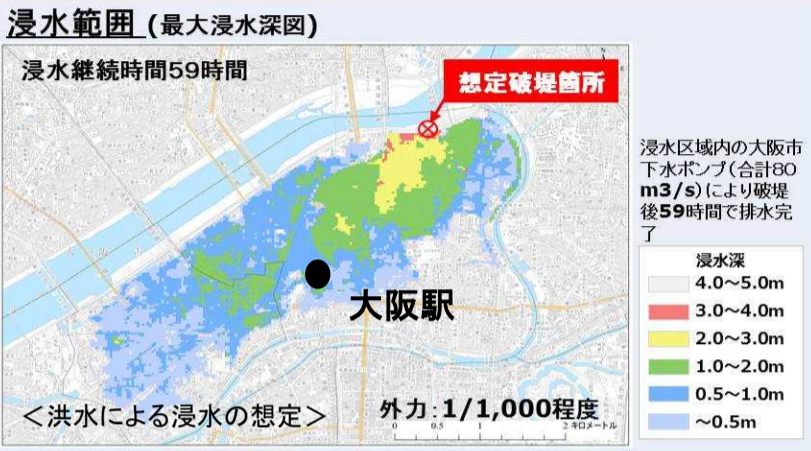 浸水範囲 (最大浸水深図)
浸水継続時間59時間
想定破堤箇所
大阪駅
<洪水による浸水の想定>
外力:1/1,000程度
0 0.5 1 2 キロメートル
浸水区域内の大阪市
下水ポンプ(合計80
m3/s)により破堤
後59時間で排水完
了
浸水深
4.0~5.0m
3.0~4.0m
2.0~3.0m
1.0~2.0m
0.5~1.0m
~0.5m